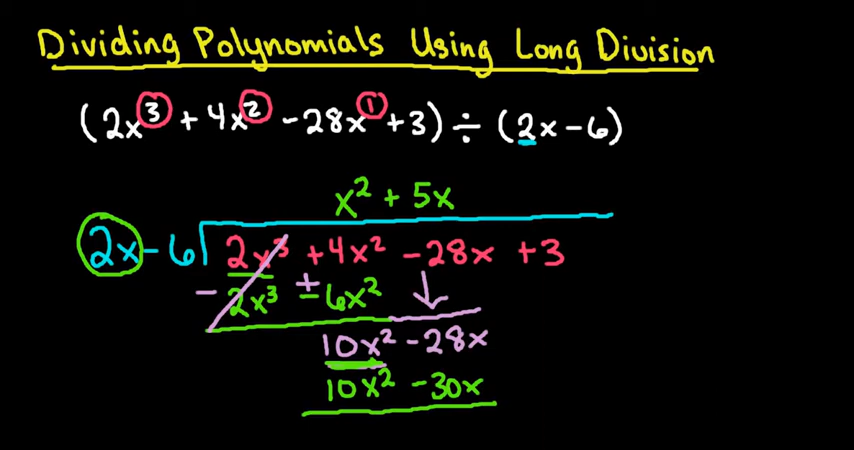 Dividing Polynomials Using Long Division
(2x³ + 4x² - 28x¹ + 3) ÷ (2x - 6)
x² + 5x
2x - 6 2x³ + 4x² - 28x + 3
- 2x³ ± 6x² ↓
10x² - 28x
10x² - 30x